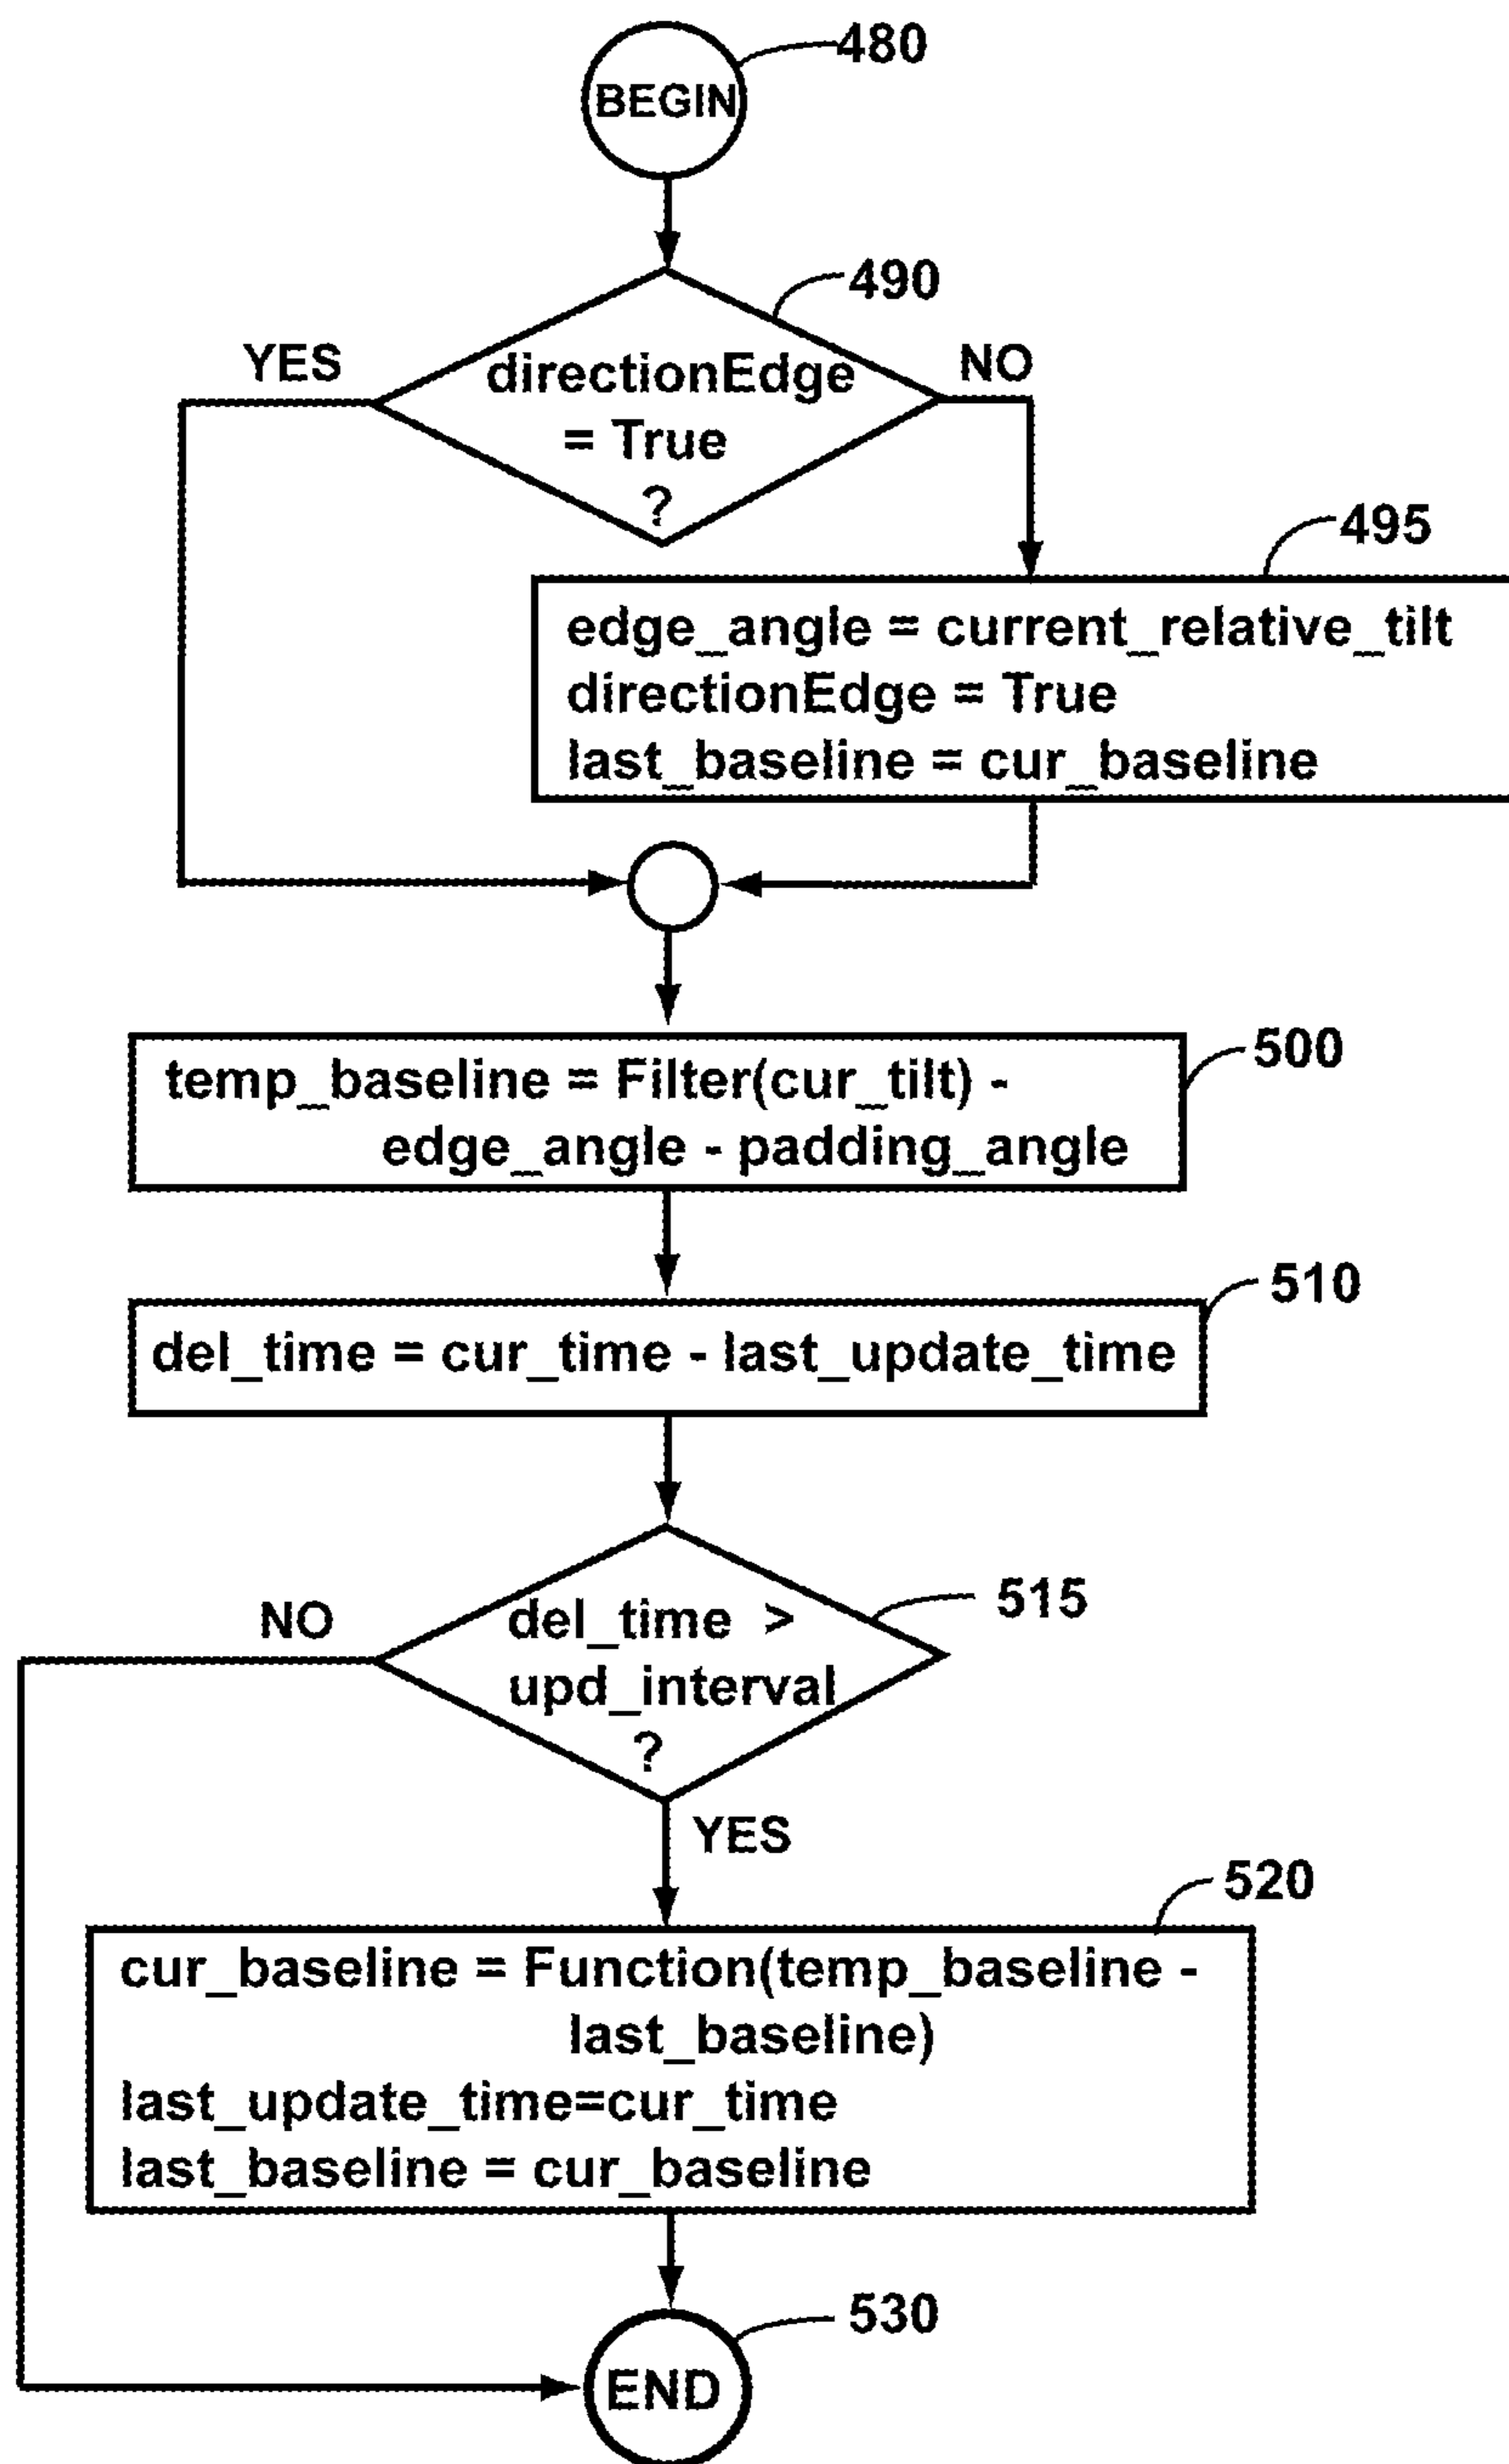 480
BEGIN
490
YES
NO
directionEdge
= True
?
495
edge_angle = current_relative_tilt
directionEdge = True
last_baseline = cur_baseline
500
temp_baseline = Filter(cur_tilt) -
edge_angle - padding_angle
510
del_time = cur_time - last_update_time
515
NO
del_time >
upd_interval
?
YES
520
cur_baseline = Function(temp_baseline -
last_baseline)
last_update_time=cur_time
last_baseline = cur_baseline
530
END